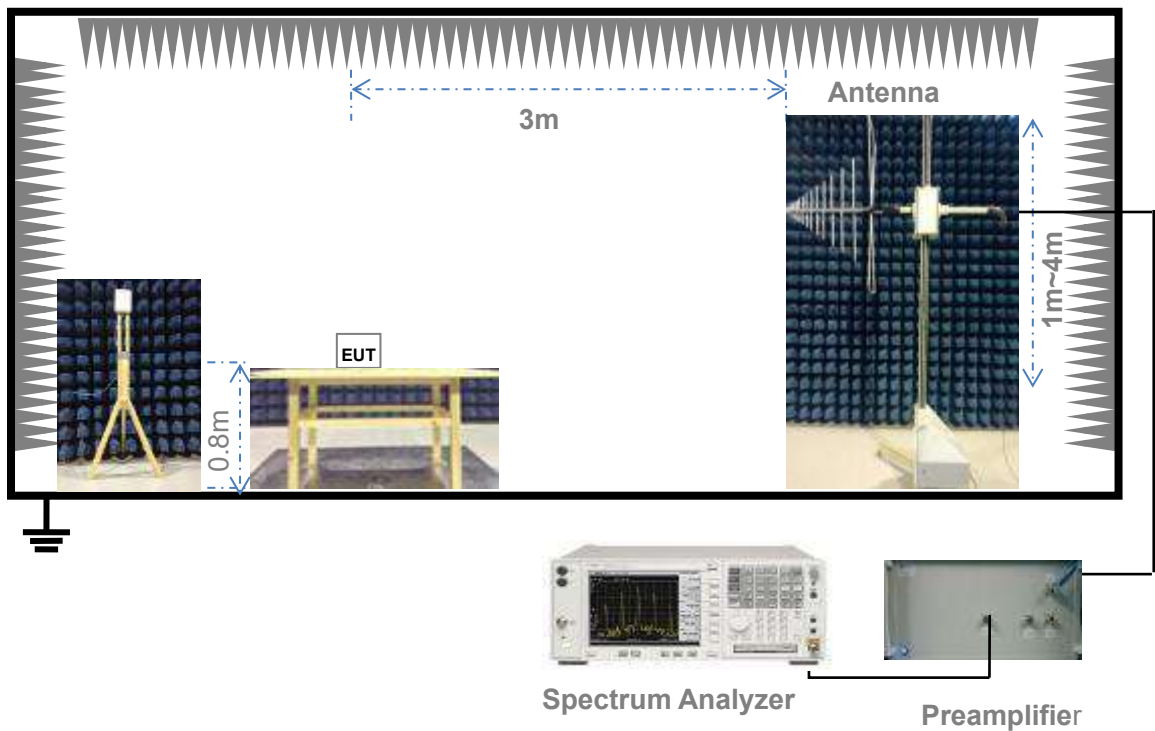 Antenna
3m
1m~4m
EUT
0.8m
Spectrum Analyzer
Preamplifier